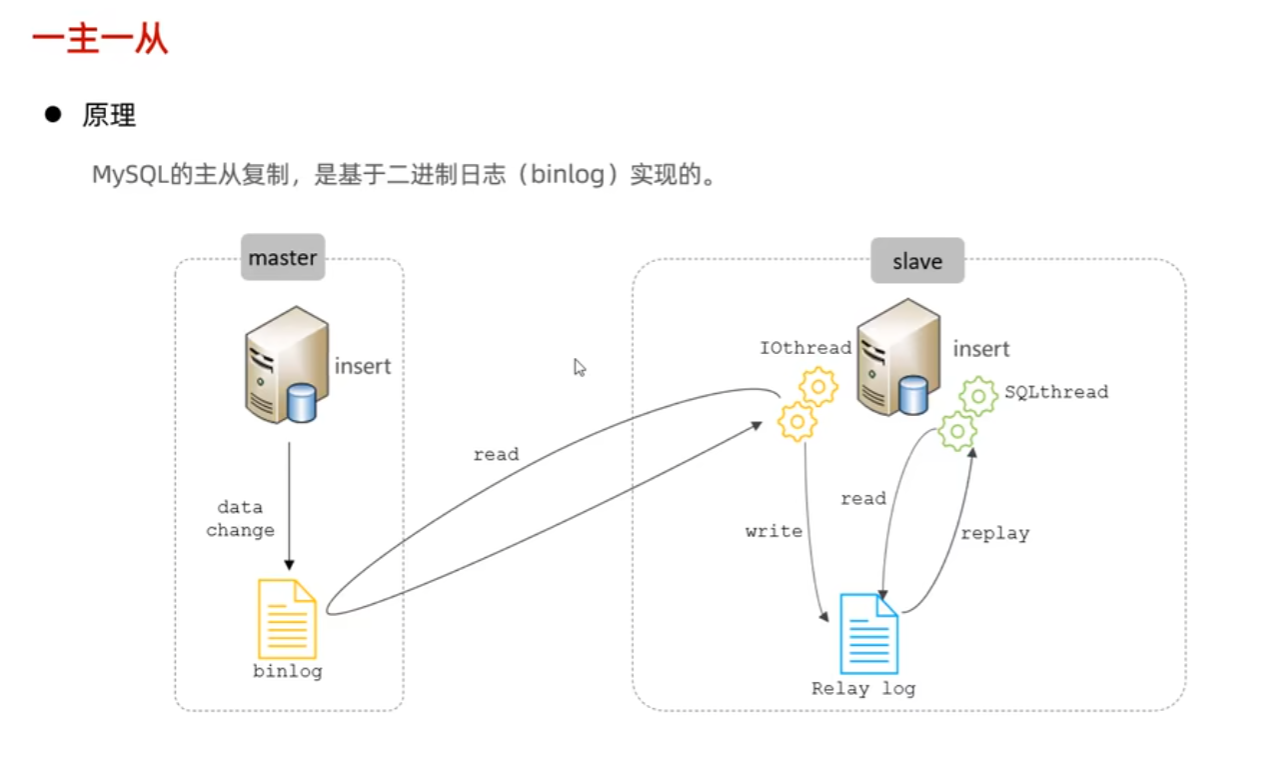 一主一从
● 原理
MySQL的主从复制，是基于二进制日志（binlog）实现的。
master
slave
insert
IOthread
insert
SQLthread
read
data
change
read
write
replay
binlog
Relay log